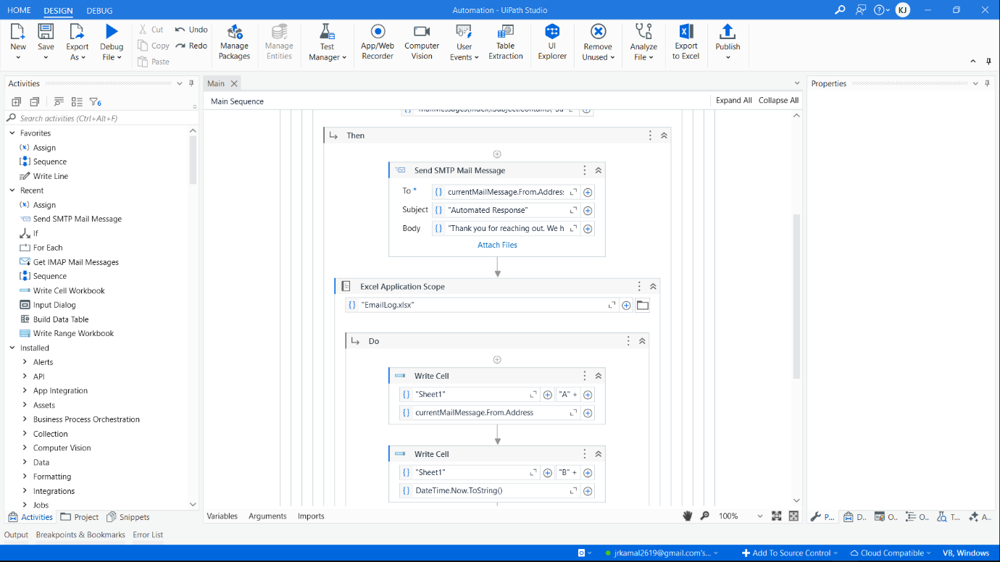 HOME DESIGN DEBUG Automation - UiPath Studio KJ
New Save Export As Debug File Cut Copy Paste Undo Redo Manage Packages Manage Entities Test Manager App/Web Recorder Computer Vision User Events Table Extraction UI Explorer Remove Unused Analyze File Export to Excel Publish
Activities
6
Search activities (Ctrl+Alt+F)
Favorites
Assign
Sequence
Write Line
Recent
Assign
Send SMTP Mail Message
If
For Each
Get IMAP Mail Messages
Sequence
Write Cell Workbook
Input Dialog
Build Data Table
Write Range Workbook
Installed
Alerts
API
App Integration
Assets
Business Process Orchestration
Collection
Computer Vision
Data
Formatting
Integrations
Jobs
Activities Project Snippets
Main
Main Sequence Expand All Collapse All
mailMessages(index).Subject.Contains("Su
Then
Send SMTP Mail Message
To * currentMailMessage.From.Address
Subject "Automated Response"
Body "Thank you for reaching out. We h
Attach Files
Excel Application Scope
"EmailLog.xlsx"
Do
Write Cell
"Sheet1" "A" +
currentMailMessage.From.Address
Write Cell
"Sheet1" "B" +
DateTime.Now.ToString()
Variables Arguments Imports 100%
Properties
P... D.. O.. O.. T... A...
Output Breakpoints & Bookmarks Error List
jrkamal2619@gmail.com's... Add To Source Control Cloud Compatible VB, Windows